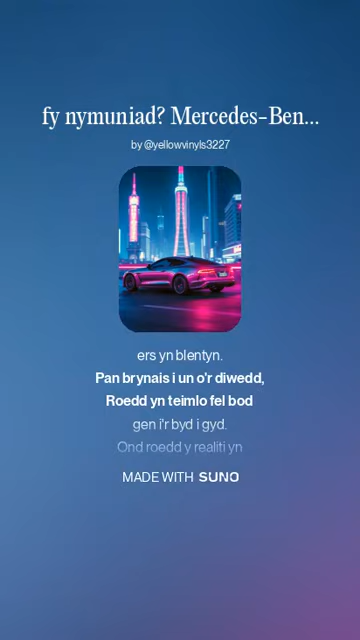 fy nymuniad? Mercedes-Ben...
by @yellowvinyls3227
ers yn blentyn.
Pan brynais i un o'r diwedd,
Roedd yn teimlo fel bod
gen i'r byd i gyd.
Ond roedd y realiti yn
MADE WITH SUNO